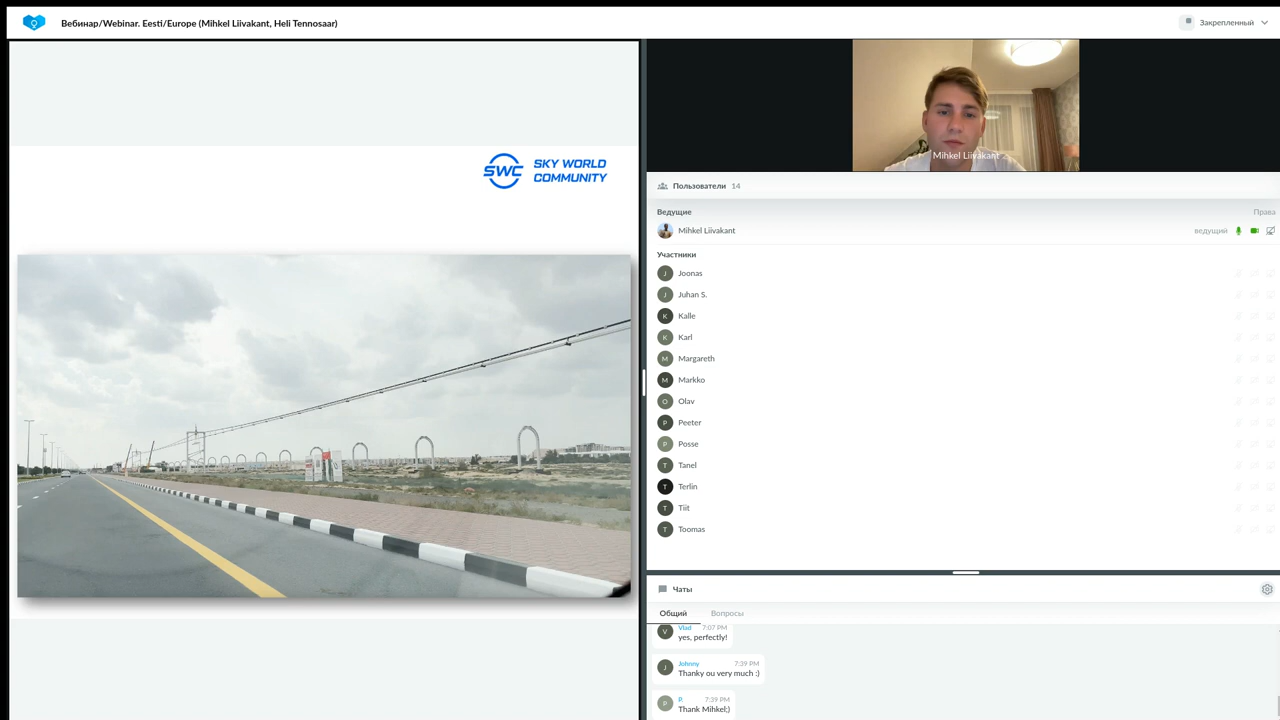 Вебинар/Webinar. Eesti/Europe (Mihkel Liivakant, Heli Tennosaar)
Закрепленный
SWC SKY WORLD
COMMUNITY
Mihkel Liivakant
Пользователи 14
Ведущие Права
Mihkel Liivakant ведущий
Участники
J Joonas
J Juhan S.
K Kalle
K Karl
M Margareth
M Markko
O Olav
P Peeter
P Posse
T Tanel
T Terlin
T Tiit
T Toomas
Чаты
Общий Вопросы
V Vlad 7:07 PM
yes, perfectly!
J Johnny 7:39 PM
Thanky ou very much :)
P P. 7:39 PM
Thank Mihkel;)